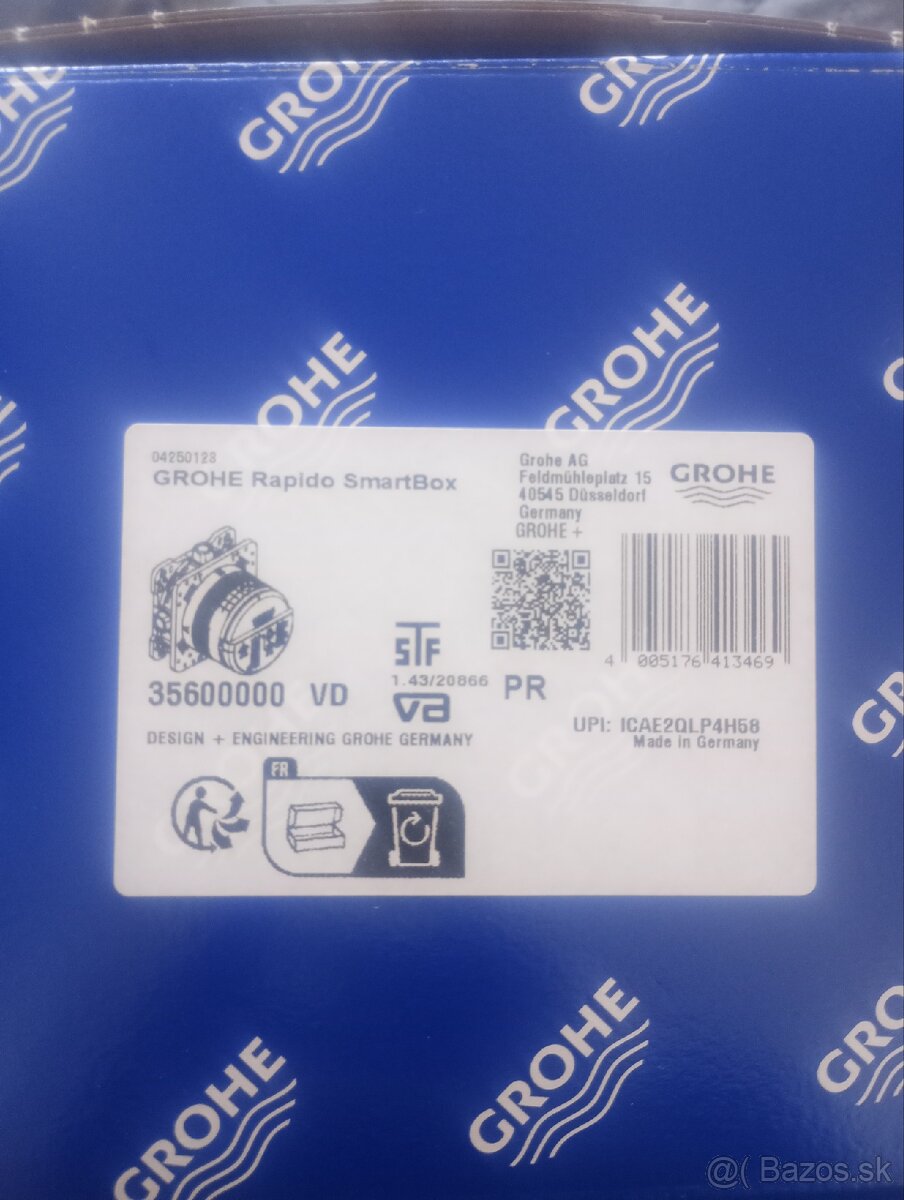 GROHE
GROHE
GROHE
GROHE
04250128
GROHE Rapido SmartBox
Grohe AG
Feldmühleplatz 15
40545 Düsseldorf
Germany
GROHE +
GROHE
4 005176 413469
STF
1.43/20866
va
PR
35600000 VD
UPI: ICAE2QLP4H58
Made in Germany
DESIGN + ENGINEERING GROHE GERMANY
FR
GROHE
GROHE
GROHE
@( Bazos.sk